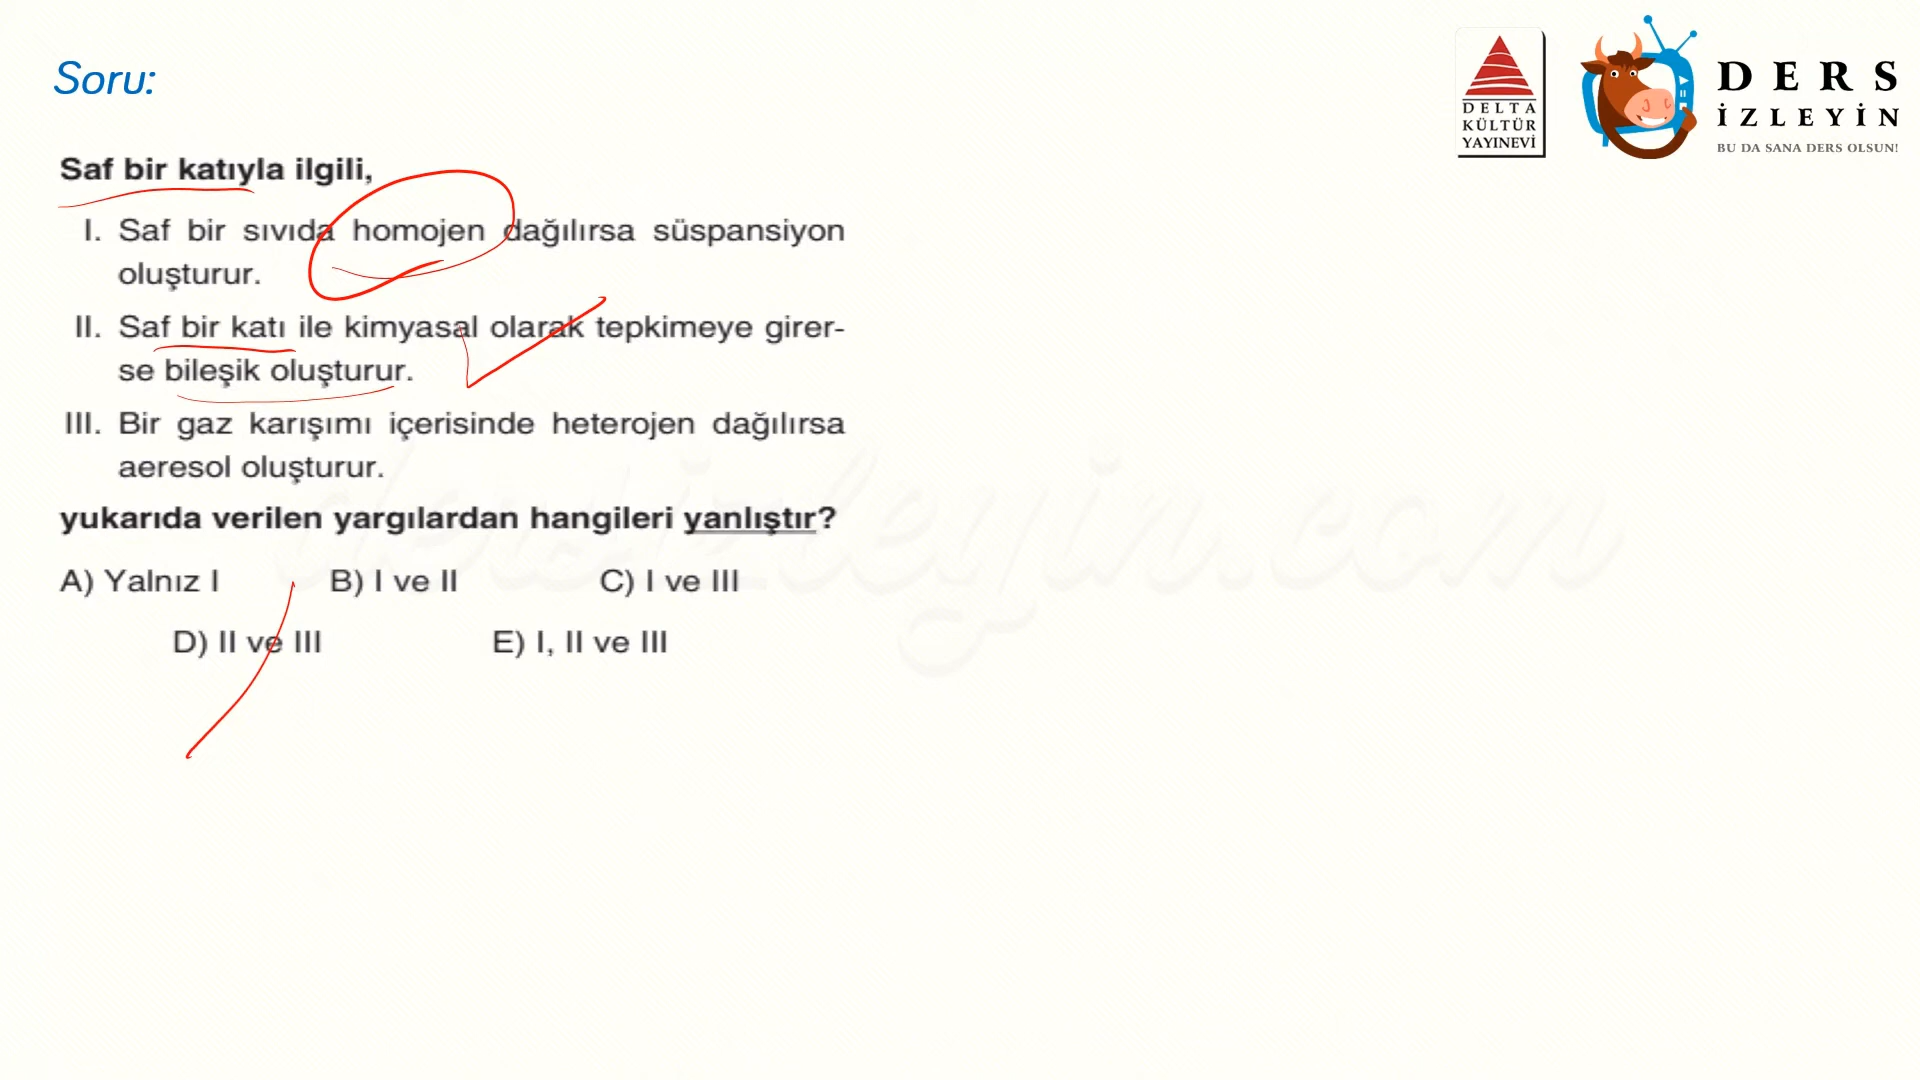 Soru:
DELTA
KÜLTÜR
YAYINEVİ
DERS
İZLEYİN
BU DA SANA DERS OLSUN!
Saf bir katıyla ilgili,
I. Saf bir sıvıda homojen dağılırsa süspansiyon
oluşturur.
II. Saf bir katı ile kimyasal olarak tepkimeye girer-
se bileşik oluşturur.
III. Bir gaz karışımı içerisinde heterojen dağılırsa
aeresol oluşturur.
yukarıda verilen yargılardan hangileri yanlıştır?
A) Yalnız I B) I ve II C) I ve III
D) II ve III E) I, II ve III
dersizleyin.com